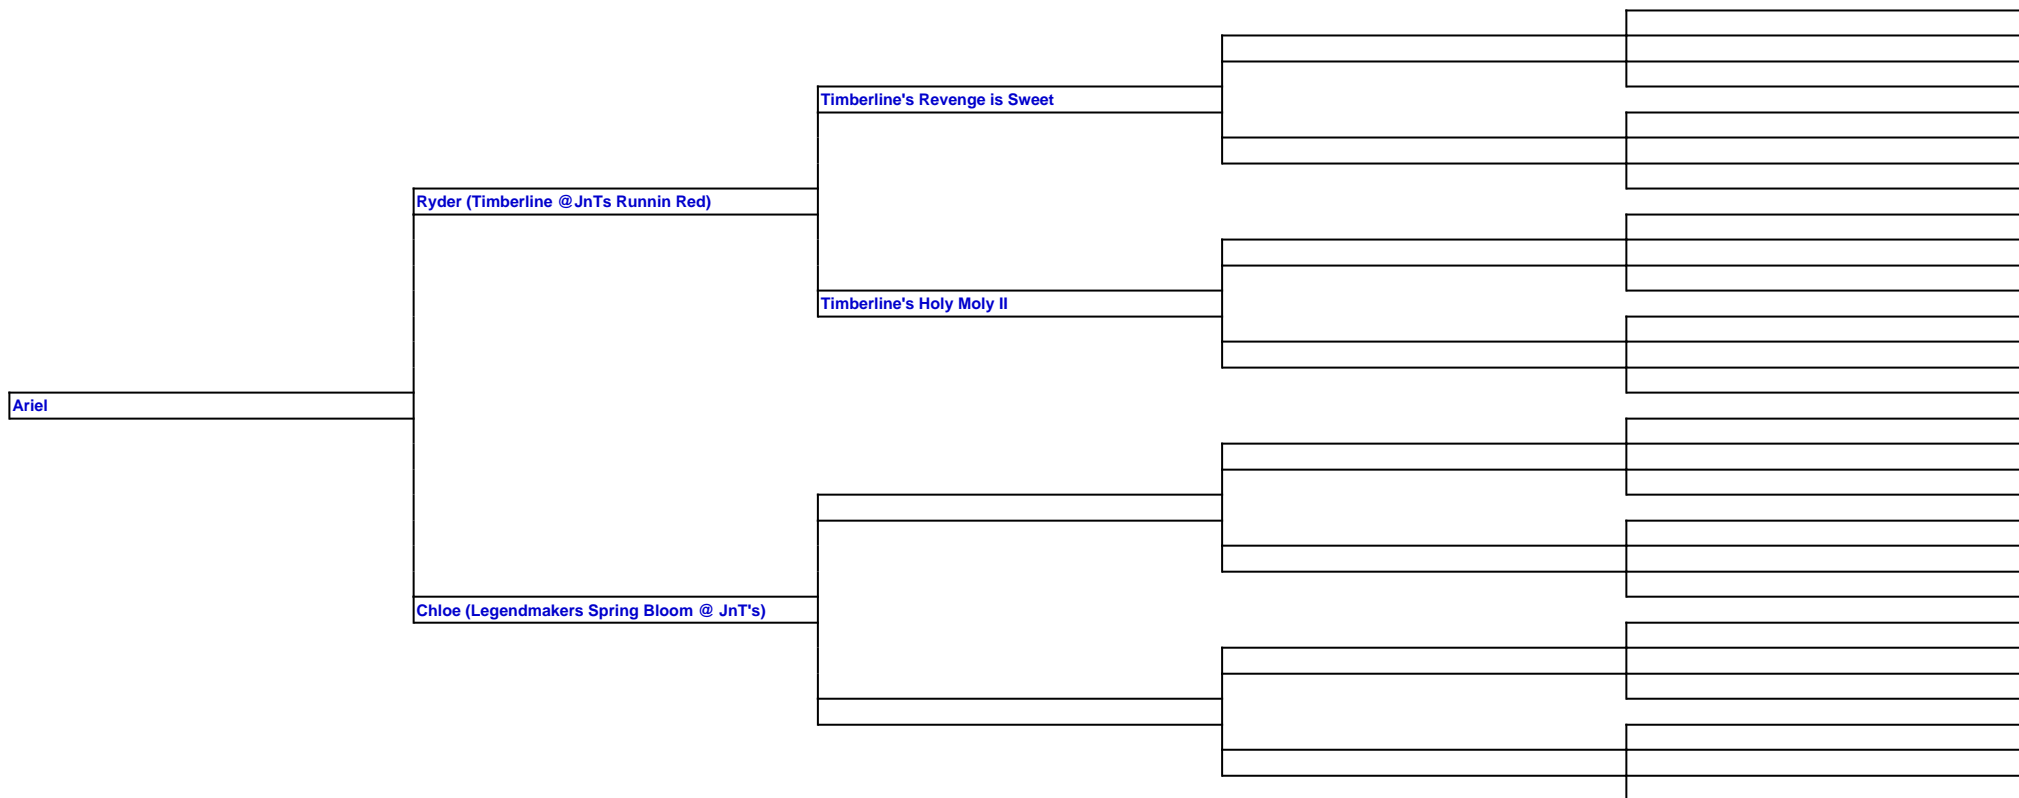 Timberline's Revenge is Sweet
Ryder (Timberline @JnTs Runnin Red)
Timberline's Holy Moly II
Ariel
Chloe (Legendmakers Spring Bloom @ JnT's)